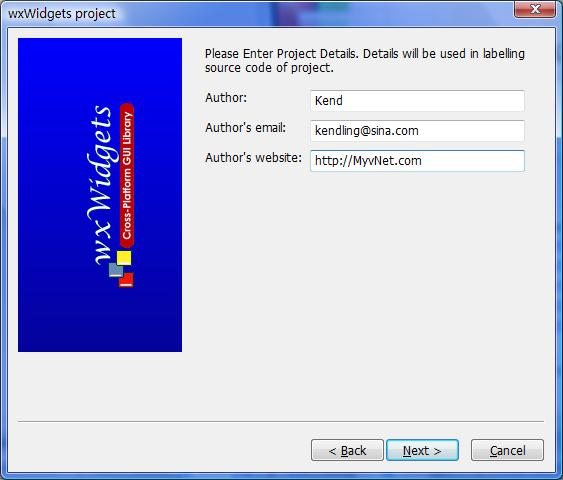 wxWidgets project
Please Enter Project Details. Details will be used in labelling
source code of project.
Author:
Kend
Author's email:
kendling@sina.com
Author's website:
http://MyvNet.com
wxWidgets
Cross-Platform GUI Library
< Back
Next >
Cancel